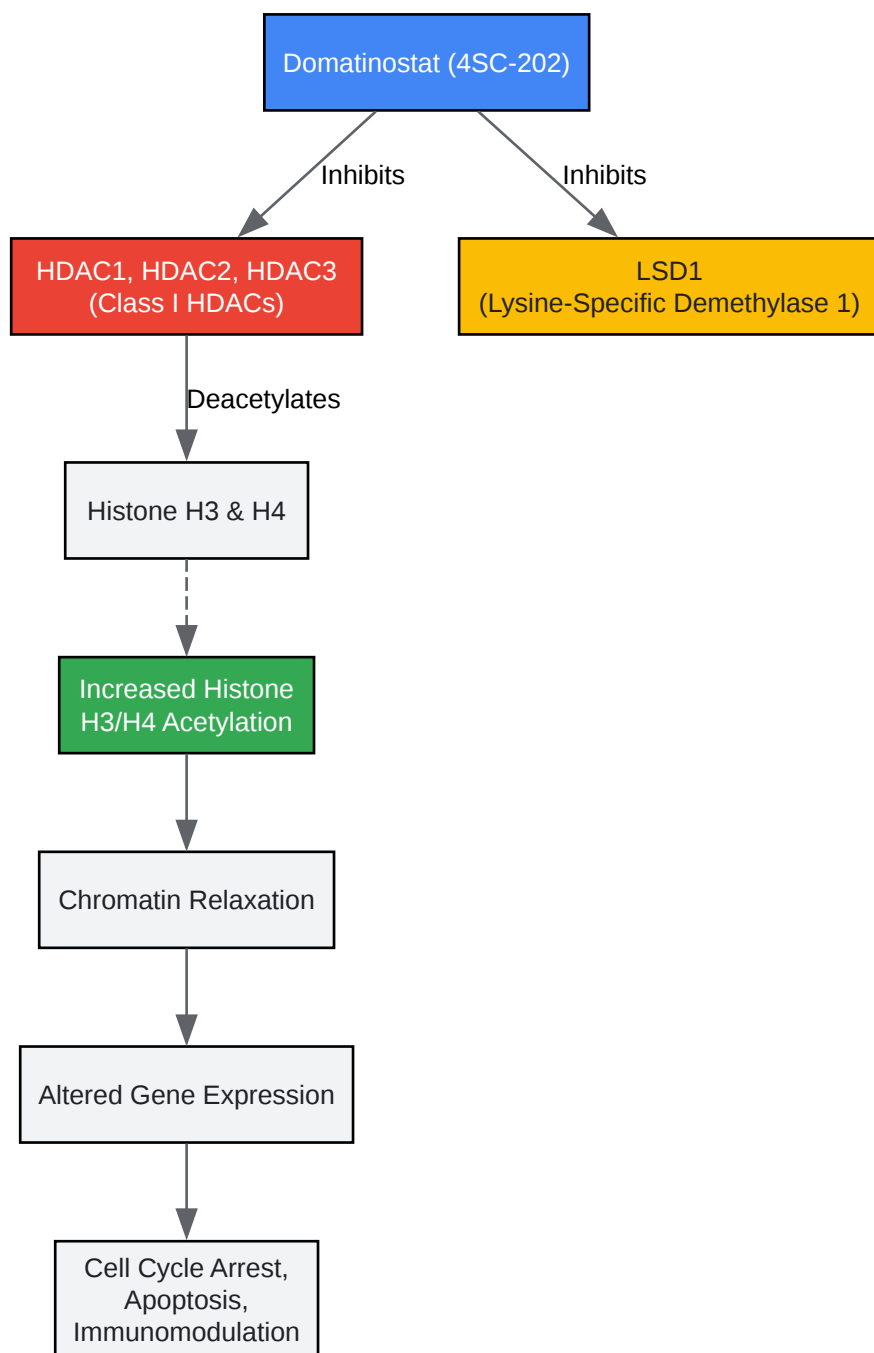 Domatinostat (4SC-202)
Inhibits
Inhibits
HDAC1, HDAC2, HDAC3
(Class I HDACs)
LSD1
(Lysine-Specific Demethylase 1)
Deacetylates
Histone H3 & H4
Increased Histone
H3/H4 Acetylation
Chromatin Relaxation
Altered Gene Expression
Cell Cycle Arrest,
Apoptosis,
Immunomodulation